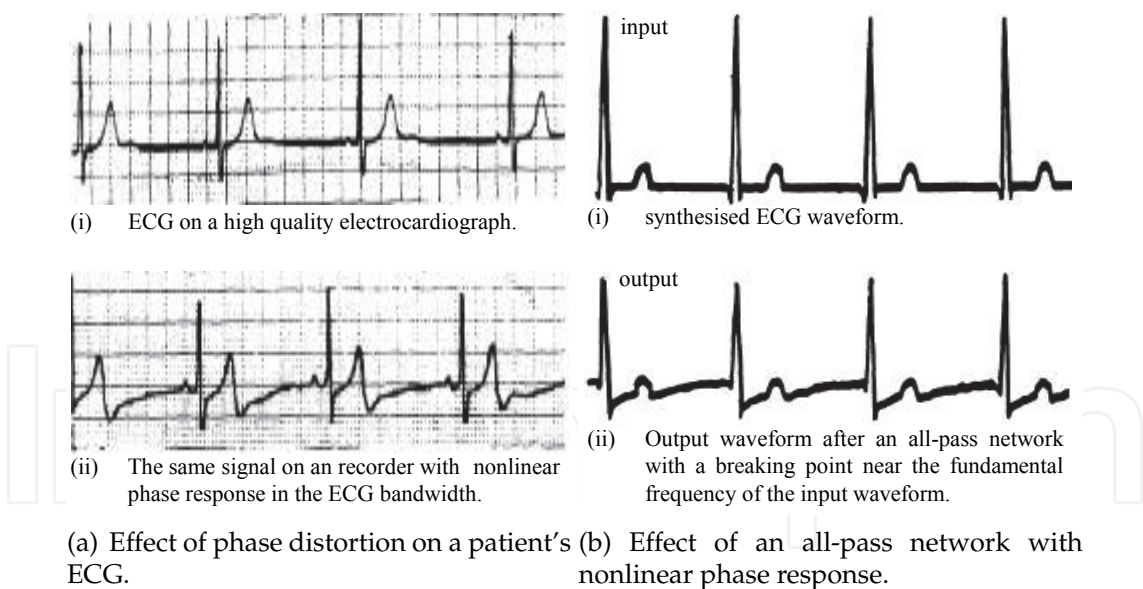 input
(i) ECG on a high quality electrocardiograph.
(i) synthesised ECG waveform.
output
(ii) The same signal on an recorder with nonlinear
phase response in the ECG bandwidth.
(ii) Output waveform after an all-pass network
with a breaking point near the fundamental
frequency of the input waveform.
(a) Effect of phase distortion on a patient's
ECG.
(b) Effect of an all-pass network with
nonlinear phase response.